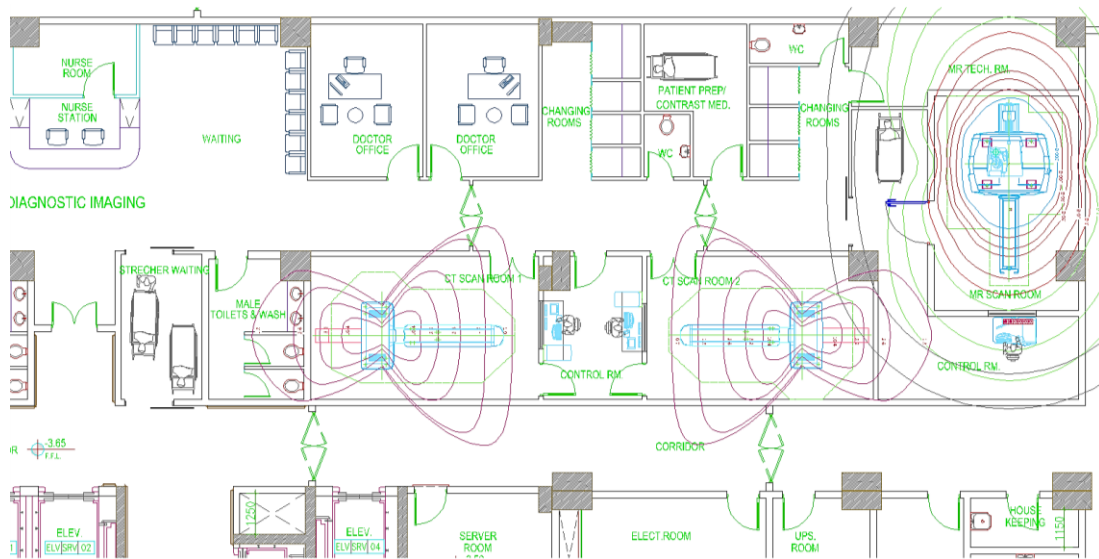 NURSE
ROOM
NURSE
STATION
WAITING
DOCTOR
OFFICE
DOCTOR
OFFICE
CHANGING
ROOMS
PATIENT PREP/
CONTRAST MED.
WC
WC
CHANGING
ROOMS
MR TECH. RM.
DIAGNOSTIC IMAGING
STRECHER WAITING
MALE
TOILETS & WASH
CT SCAN ROOM 1
CONTROL RM.
CT SCAN ROOM 2
MR SCAN ROOM
CONTROL RM.
CORRIDOR
-3.65
F.F.L.
ELEV.
ELV SRV 02
1250
ELEV.
ELV SRV 04
SERVER
ROOM
ELECT.ROOM
UPS.
ROOM
HOUSE
KEEPING
1150